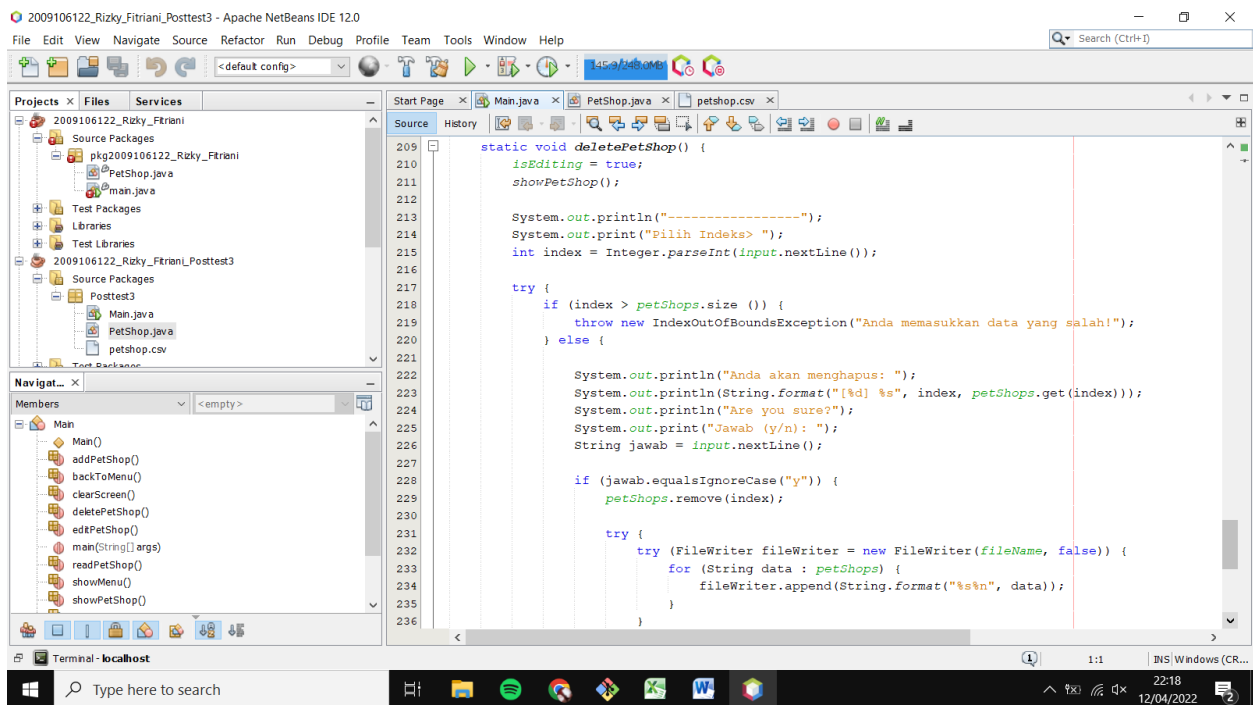 2009106122_Rizky_Fitriani_Posttest3 - Apache NetBeans IDE 12.0
File Edit View Navigate Source Refactor Run Debug Profile Team Tools Window Help
Search (Ctrl+I)
<default config>
145.9/248.0MB
Projects Files Services
2009106122_Rizky_Fitriani
Source Packages
pkg2009106122_Rizky_Fitriani
PetShop.java
main.java
Test Packages
Libraries
Test Libraries
2009106122_Rizky_Fitriani_Posttest3
Source Packages
Posttest3
Main.java
PetShop.java
petshop.csv
Test Packages
Navigat...
Members <empty>
Main
Main()
addPetShop()
backToMenu()
clearScreen()
deletePetShop()
editPetShop()
main(String[] args)
readPetShop()
showMenu()
showPetShop()
Start Page Main.java PetShop.java petshop.csv
Source History
209 static void deletePetShop() {
210 isEditing = true;
211 showPetShop();
212
213 System.out.println("-----------------");
214 System.out.print("Pilih Indeks> ");
215 int index = Integer.parseInt(input.nextLine());
216
217 try {
218 if (index > petShops.size ()) {
219 throw new IndexOutOfBoundsException("Anda memasukkan data yang salah!");
220 } else {
221
222 System.out.println("Anda akan menghapus: ");
223 System.out.println(String.format("[%d] %s", index, petShops.get(index)));
224 System.out.println("Are you sure?");
225 System.out.print("Jawab (y/n): ");
226 String jawab = input.nextLine();
227
228 if (jawab.equalsIgnoreCase("y")) {
229 petShops.remove(index);
230
231 try {
232 try (FileWriter fileWriter = new FileWriter(fileName, false)) {
233 for (String data : petShops) {
234 fileWriter.append(String.format("%s%n", data));
235 }
236 }
Terminal - localhost
1 1:1 INS Windows (CR...
Type here to search
22:18
12/04/2022
2